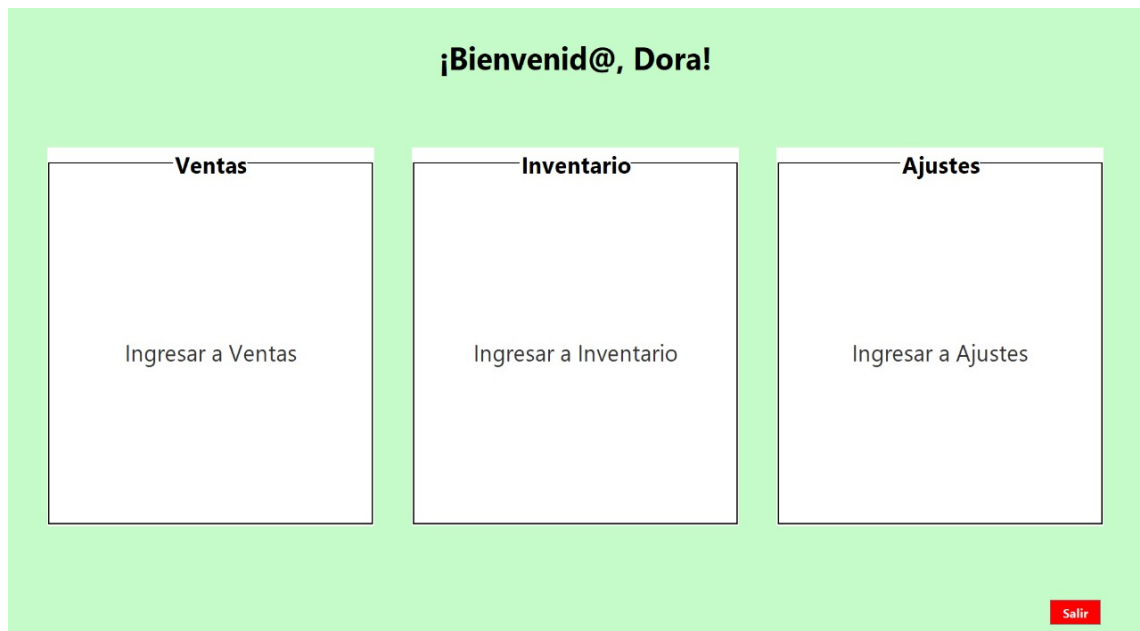 ¡Bienvenid@, Dora!
Ventas
Inventario
Ajustes
Ingresar a Ventas
Ingresar a Inventario
Ingresar a Ajustes
Salir